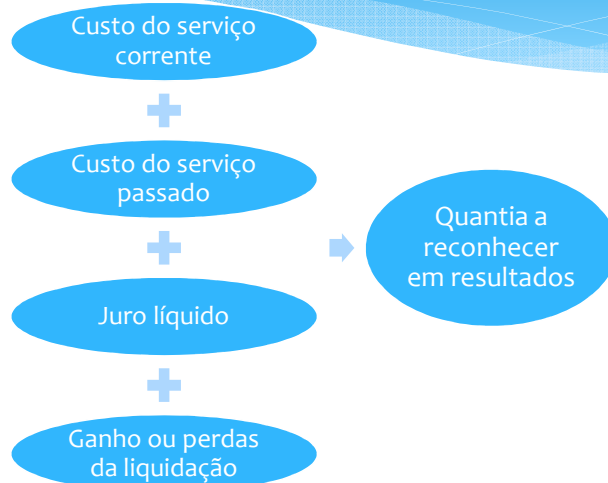 Custo do serviço
corrente
Custo do serviço
passado
Juro líquido
Ganho ou perdas
da liquidação
Quantia a
reconhecer
em resultados